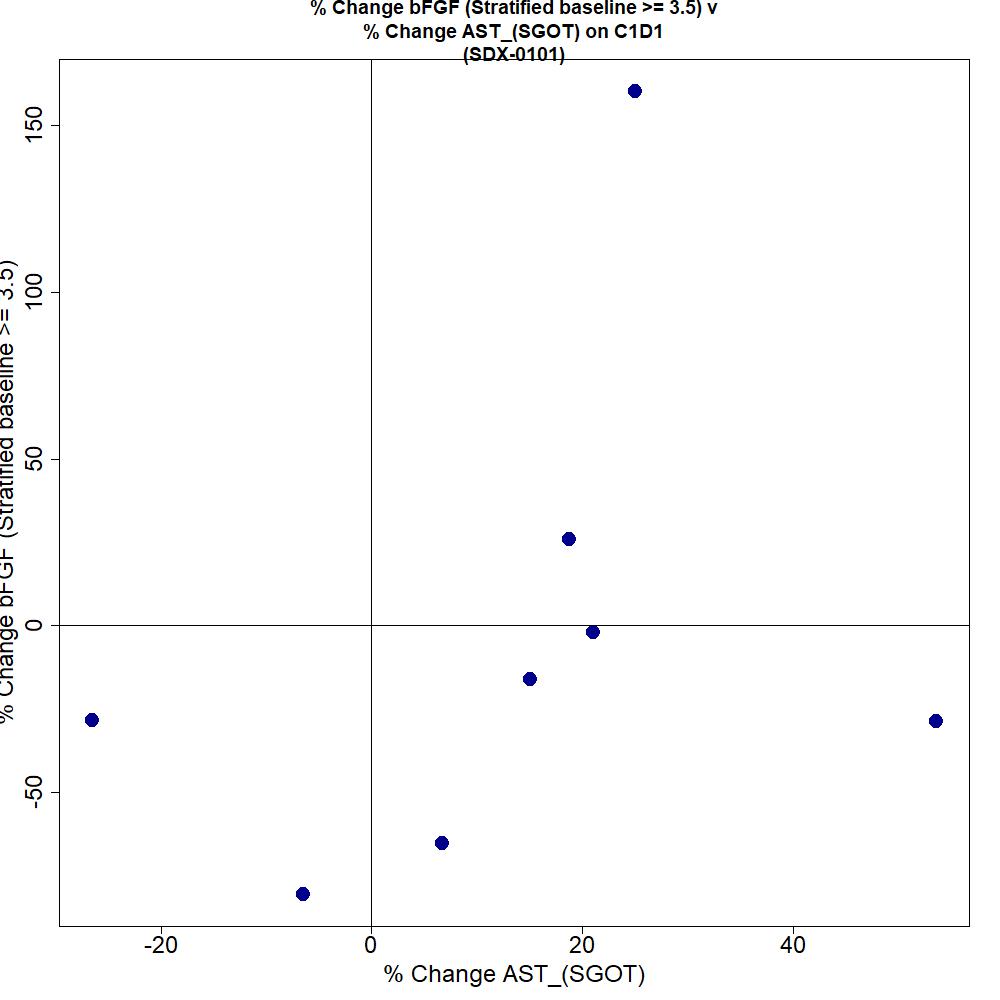 % Change bFGF (Stratified baseline >= 3.5) v
% Change AST_(SGOT) on C1D1
(SDX-0101)
% Change bFGF (Stratified baseline >= 3.5)
150
100
50
0
-50
-20
0
20
40
% Change AST_(SGOT)